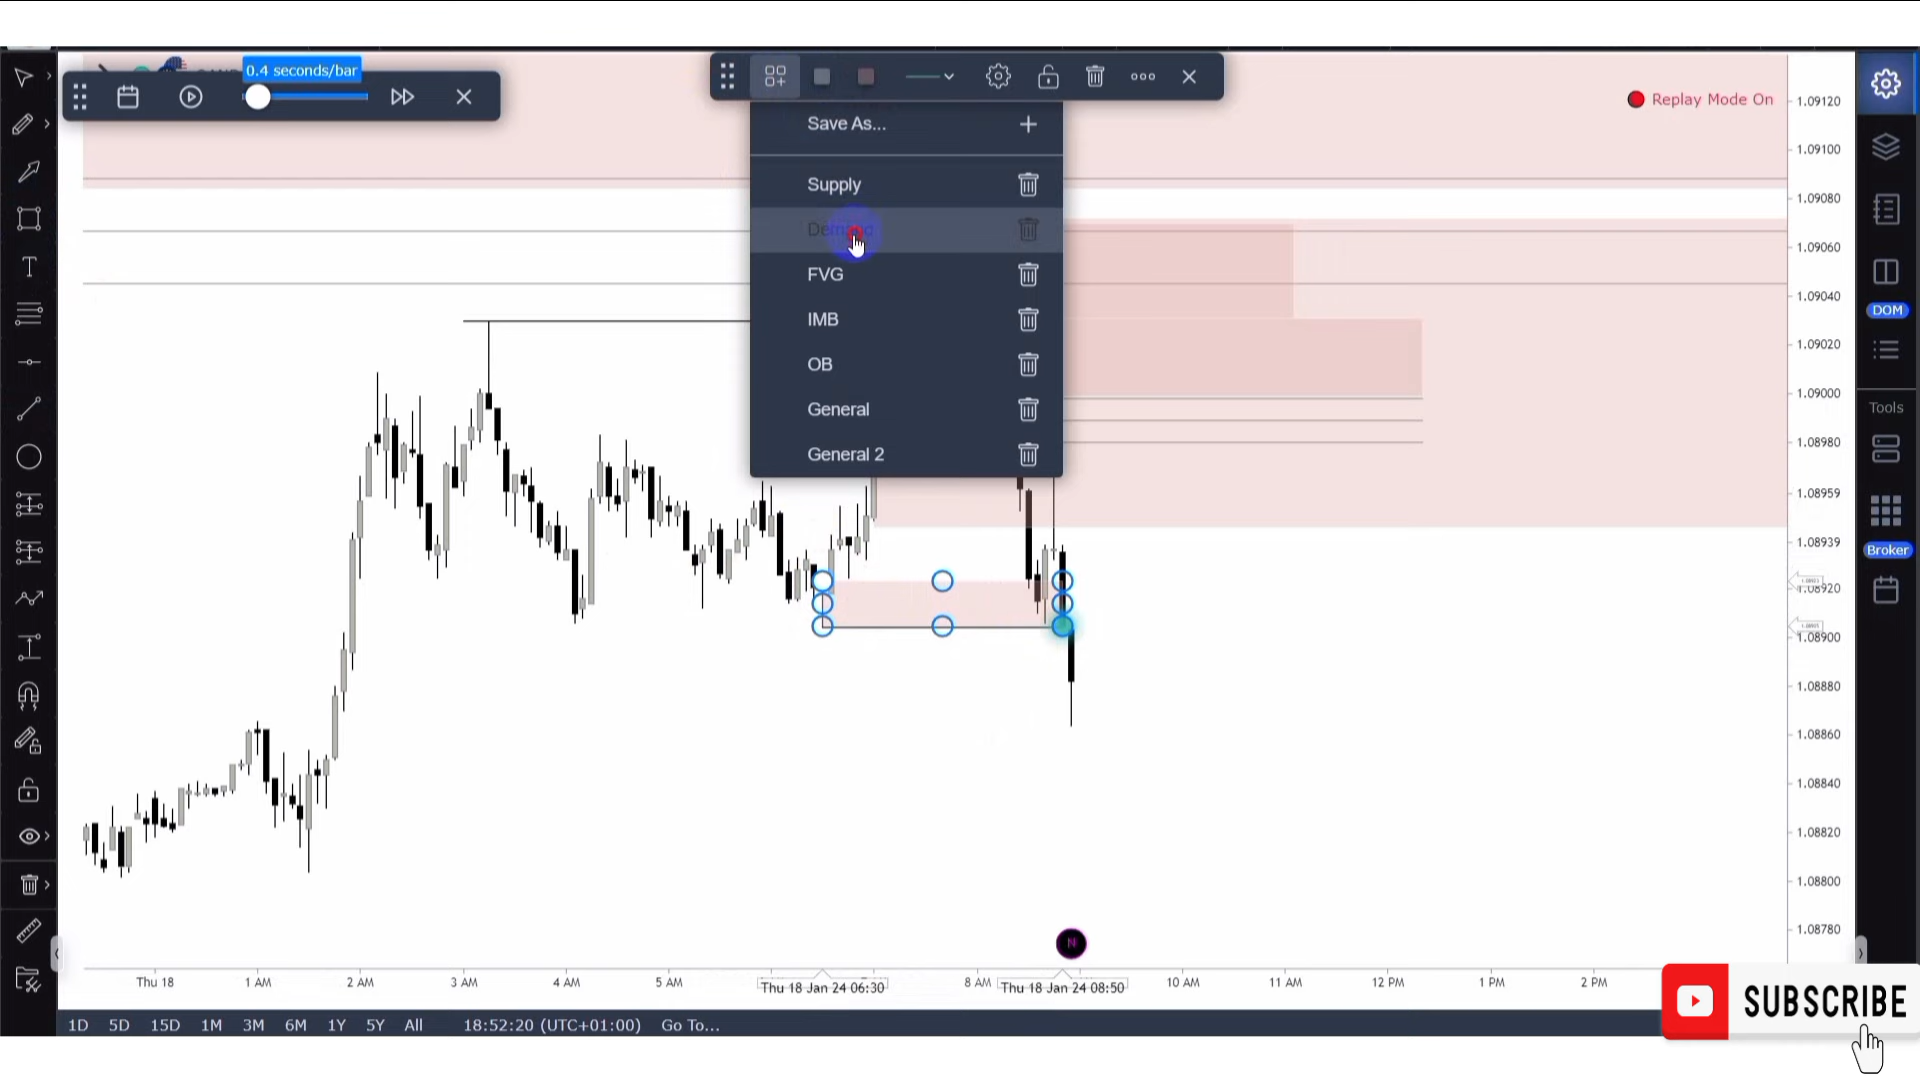 0.4 seconds/bar
Replay Mode On
Save As...
Supply
Demand
FVG
IMB
OB
General
General 2
1.09120
1.09100
1.09080
1.09060
1.09040
1.09020
1.09000
1.08980
1.08959
1.08939
1.08920
1.08900
1.08880
1.08860
1.08840
1.08820
1.08800
1.08780
DOM
Tools
Broker
N
Thu 18
1 AM
2 AM
3 AM
4 AM
5 AM
Thu 18 Jan 24 06:30
8 AM
Thu 18 Jan 24 08:50
10 AM
11 AM
12 PM
1 PM
2 PM
1D 5D 15D 1M 3M 6M 1Y 5Y All 18:52:20 (UTC+01:00) Go To...
SUBSCRIBE